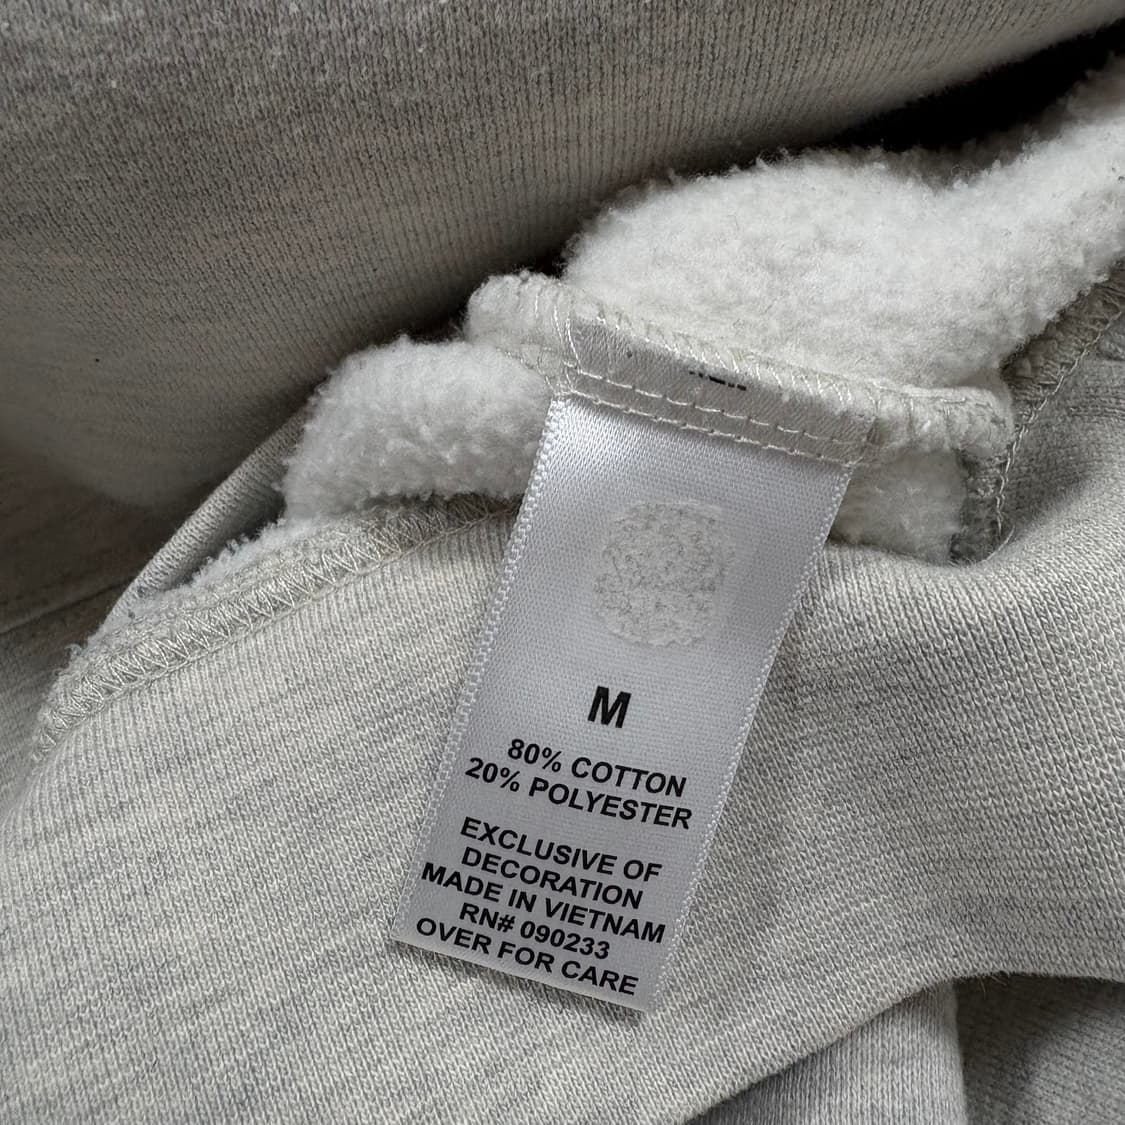 M
80% COTTON
20% POLYESTER
EXCLUSIVE OF
DECORATION
MADE IN VIETNAM
RN# 090233
OVER FOR CARE